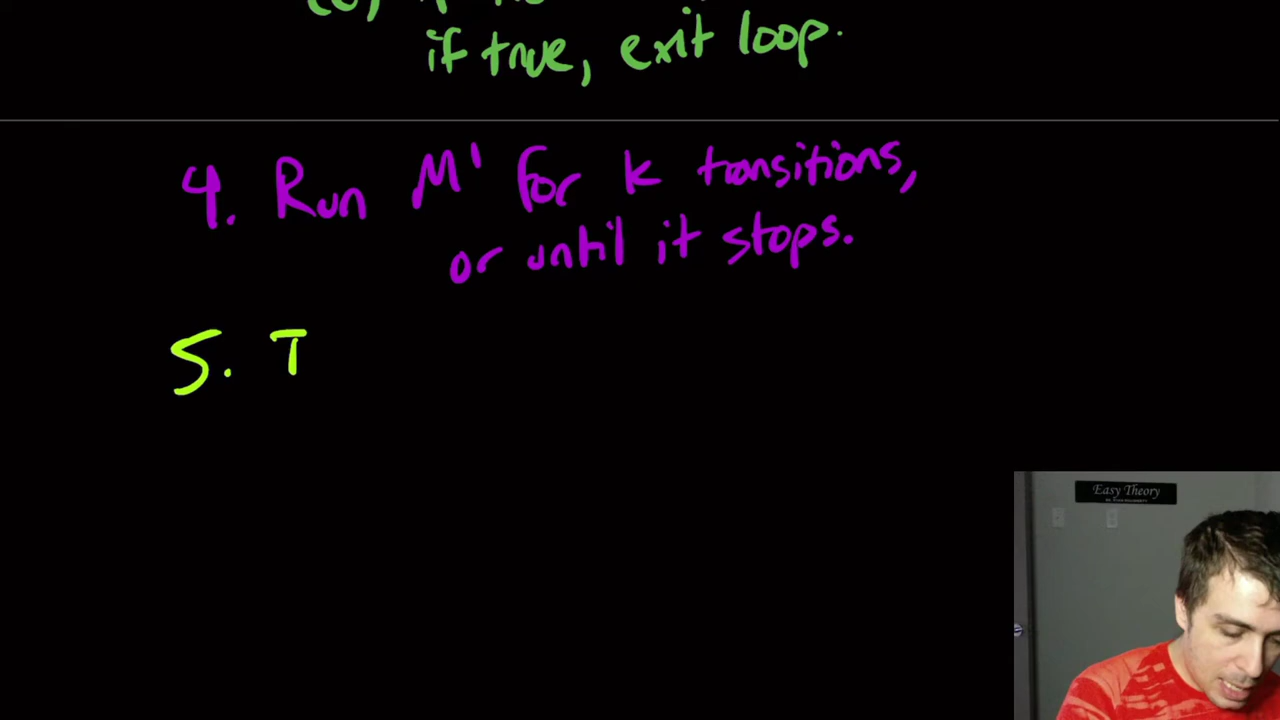 if true, exit loop.
4. Run M' for k transitions,
or until it stops.
5. I
Easy Theory